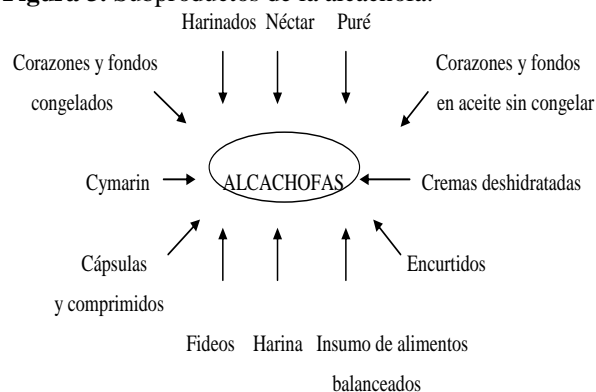 Figura 3. Subproductos de la alcachofa.
Harinados Néctar Puré
Corazones y fondos
congelados
Corazones y fondos
en aceite sin congelar
Cymarin
ALCACHOFAS
Cremas deshidratadas
Cápsulas
y comprimidos
Encurtidos
Fideos Harina Insumo de alimentos
balanceados